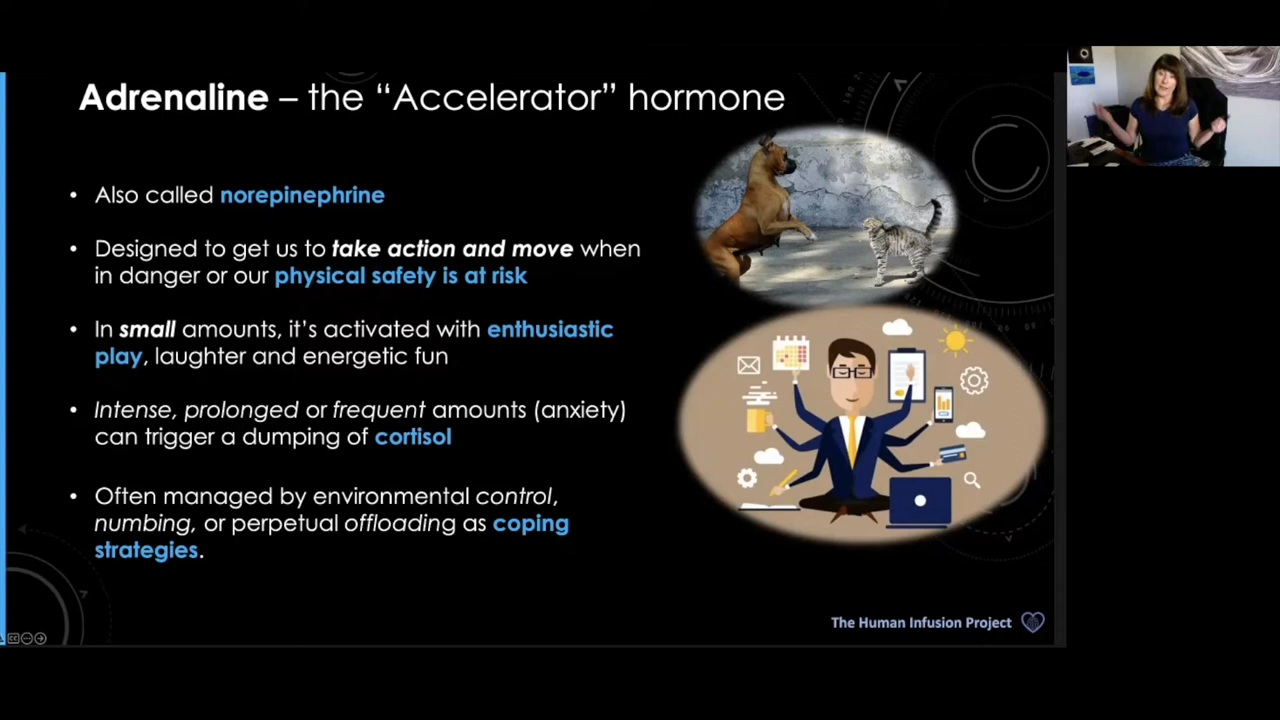 Adrenaline – the “Accelerator” hormone
• Also called norepinephrine
• Designed to get us to take action and move when
in danger or our physical safety is at risk
• In small amounts, it’s activated with enthusiastic
play, laughter and energetic fun
• Intense, prolonged or frequent amounts (anxiety)
can trigger a dumping of cortisol
• Often managed by environmental control,
numbing, or perpetual offloading as coping
strategies.
The Human Infusion Project